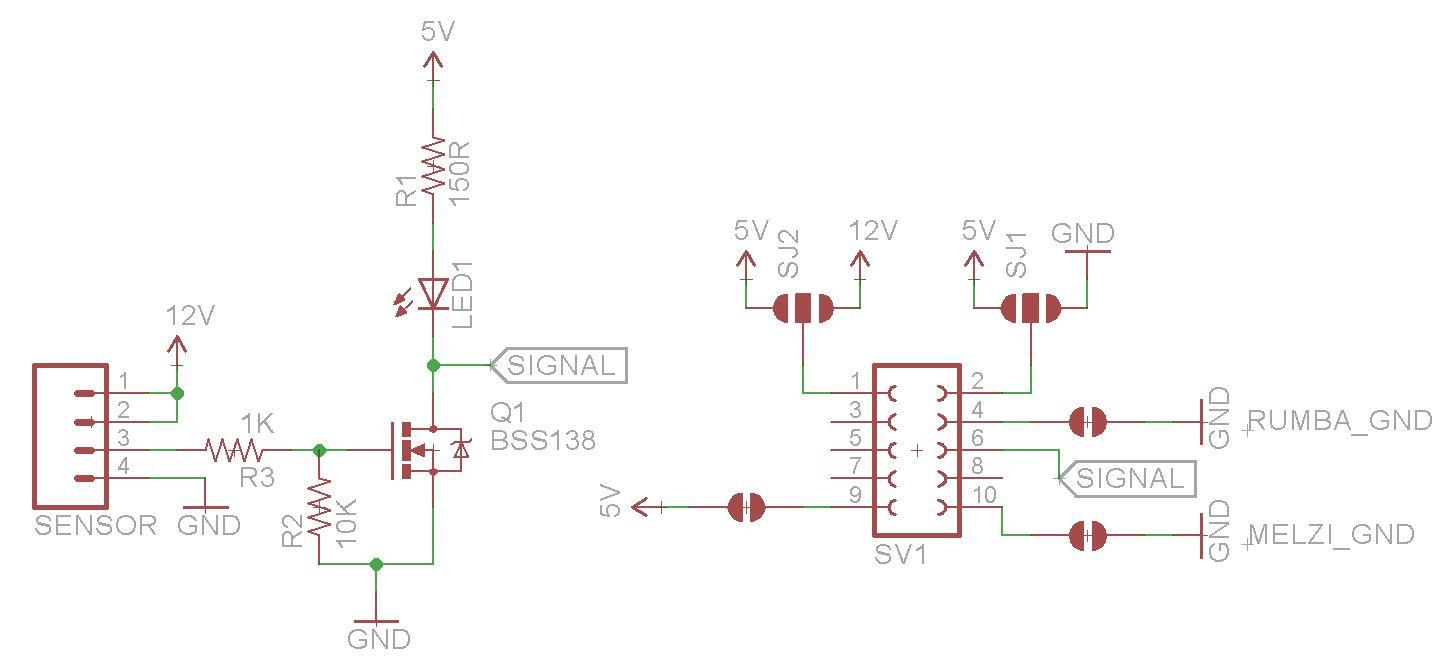 5V
R1
150R
LED1
SIGNAL
12V
1
2
3
4
1K
R3
SENSOR
GND
R2
10K
Q1
BSS138
GND
5V
SJ2
12V
5V
SJ1
GND
1
2
3
4
5
6
7
8
9
10
5V
SV1
GND
RUMBA_GND
SIGNAL
GND
MELZI_GND